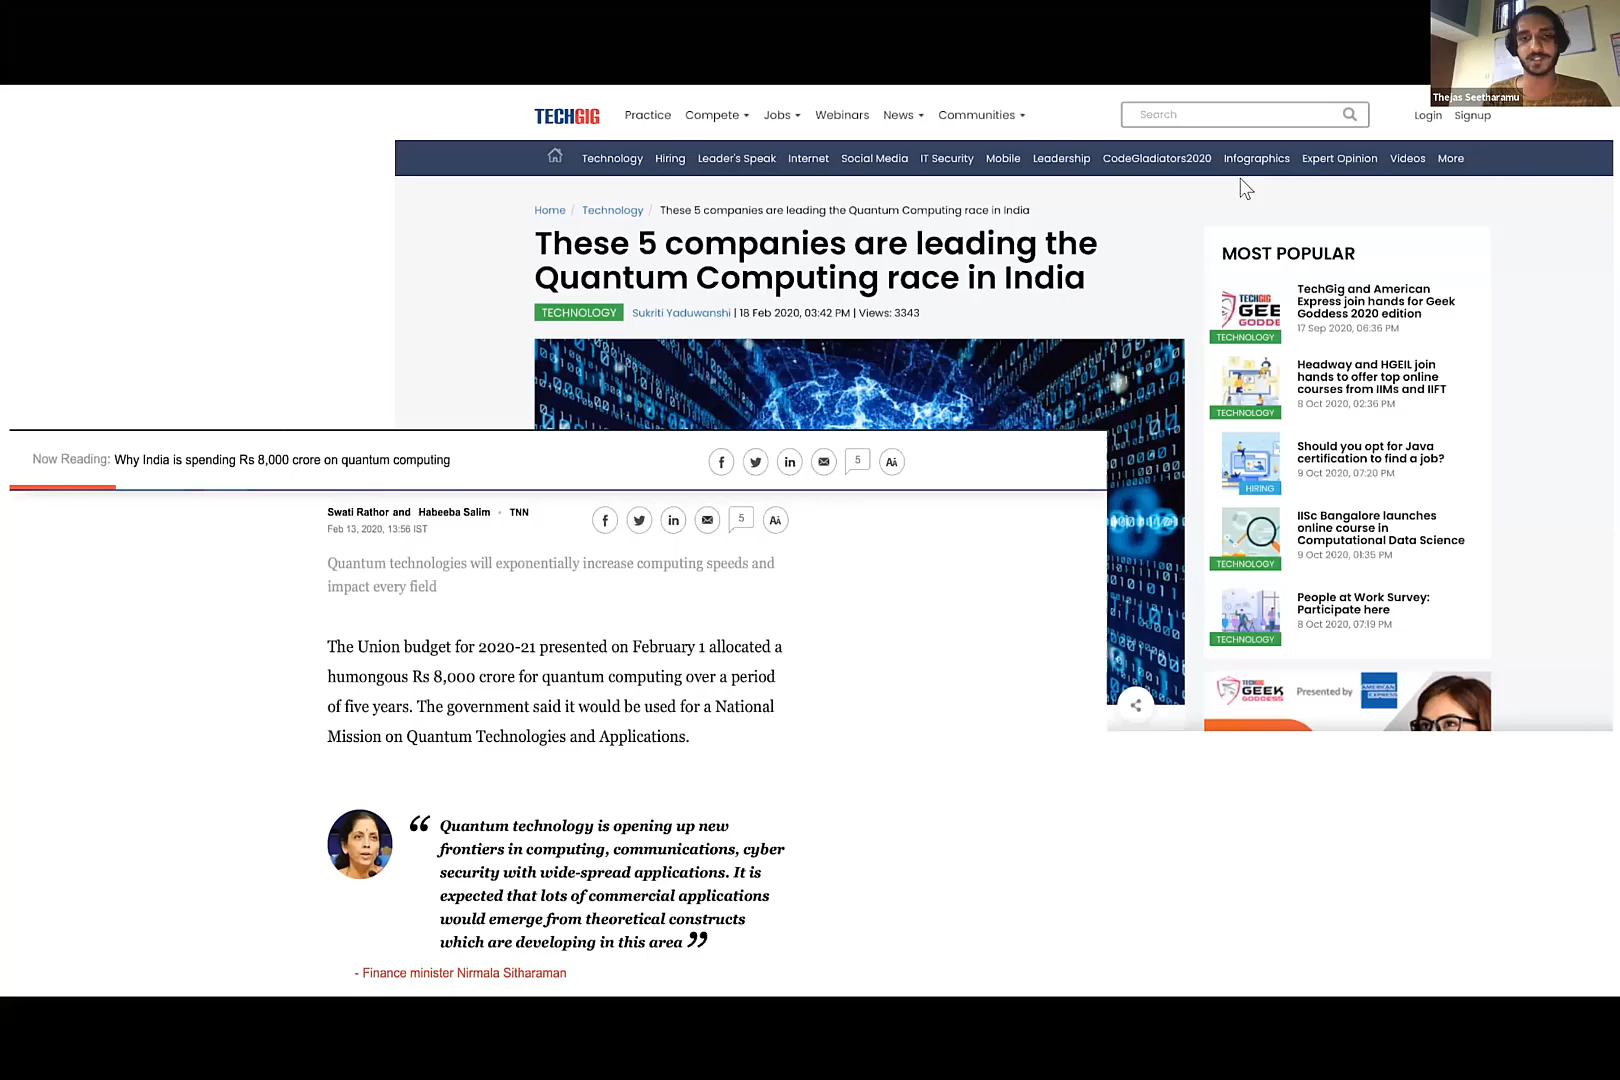 Thejas Seetharamu
TECHGIG Practice Compete Jobs Webinars News Communities Search Login Signup
Technology Hiring Leader's Speak Internet Social Media IT Security Mobile Leadership CodeGladiators2020 Infographics Expert Opinion Videos More
Home / Technology / These 5 companies are leading the Quantum Computing race in India
These 5 companies are leading the
Quantum Computing race in India
TECHNOLOGY Sukriti Yaduwanshi | 18 Feb 2020, 03:42 PM | Views: 3343
MOST POPULAR
TECHGIG
GEE
GODDE
TECHNOLOGY
TechGig and American
Express join hands for Geek
Goddess 2020 edition
17 Sep 2020, 06:36 PM
TECHNOLOGY
Headway and HGEIL join
hands to offer top online
courses from IIMs and IIFT
8 Oct 2020, 02:36 PM
HIRING
Should you opt for Java
certification to find a job?
9 Oct 2020, 07:20 PM
TECHNOLOGY
IISc Bangalore launches
online course in
Computational Data Science
9 Oct 2020, 01:35 PM
TECHNOLOGY
People at Work Survey:
Participate here
8 Oct 2020, 07:19 PM
GEEK
GODDESS
Presented by
AMERICAN
EXPRESS
Now Reading: Why India is spending Rs 8,000 crore on quantum computing
5 AA
Swati Rathor and Habeeba Salim • TNN
Feb 13, 2020, 13:56 IST
5 AA
Quantum technologies will exponentially increase computing speeds and
impact every field
The Union budget for 2020-21 presented on February 1 allocated a
humongous Rs 8,000 crore for quantum computing over a period
of five years. The government said it would be used for a National
Mission on Quantum Technologies and Applications.
“ Quantum technology is opening up new
frontiers in computing, communications, cyber
security with wide-spread applications. It is
expected that lots of commercial applications
would emerge from theoretical constructs
which are developing in this area ”
- Finance minister Nirmala Sitharaman